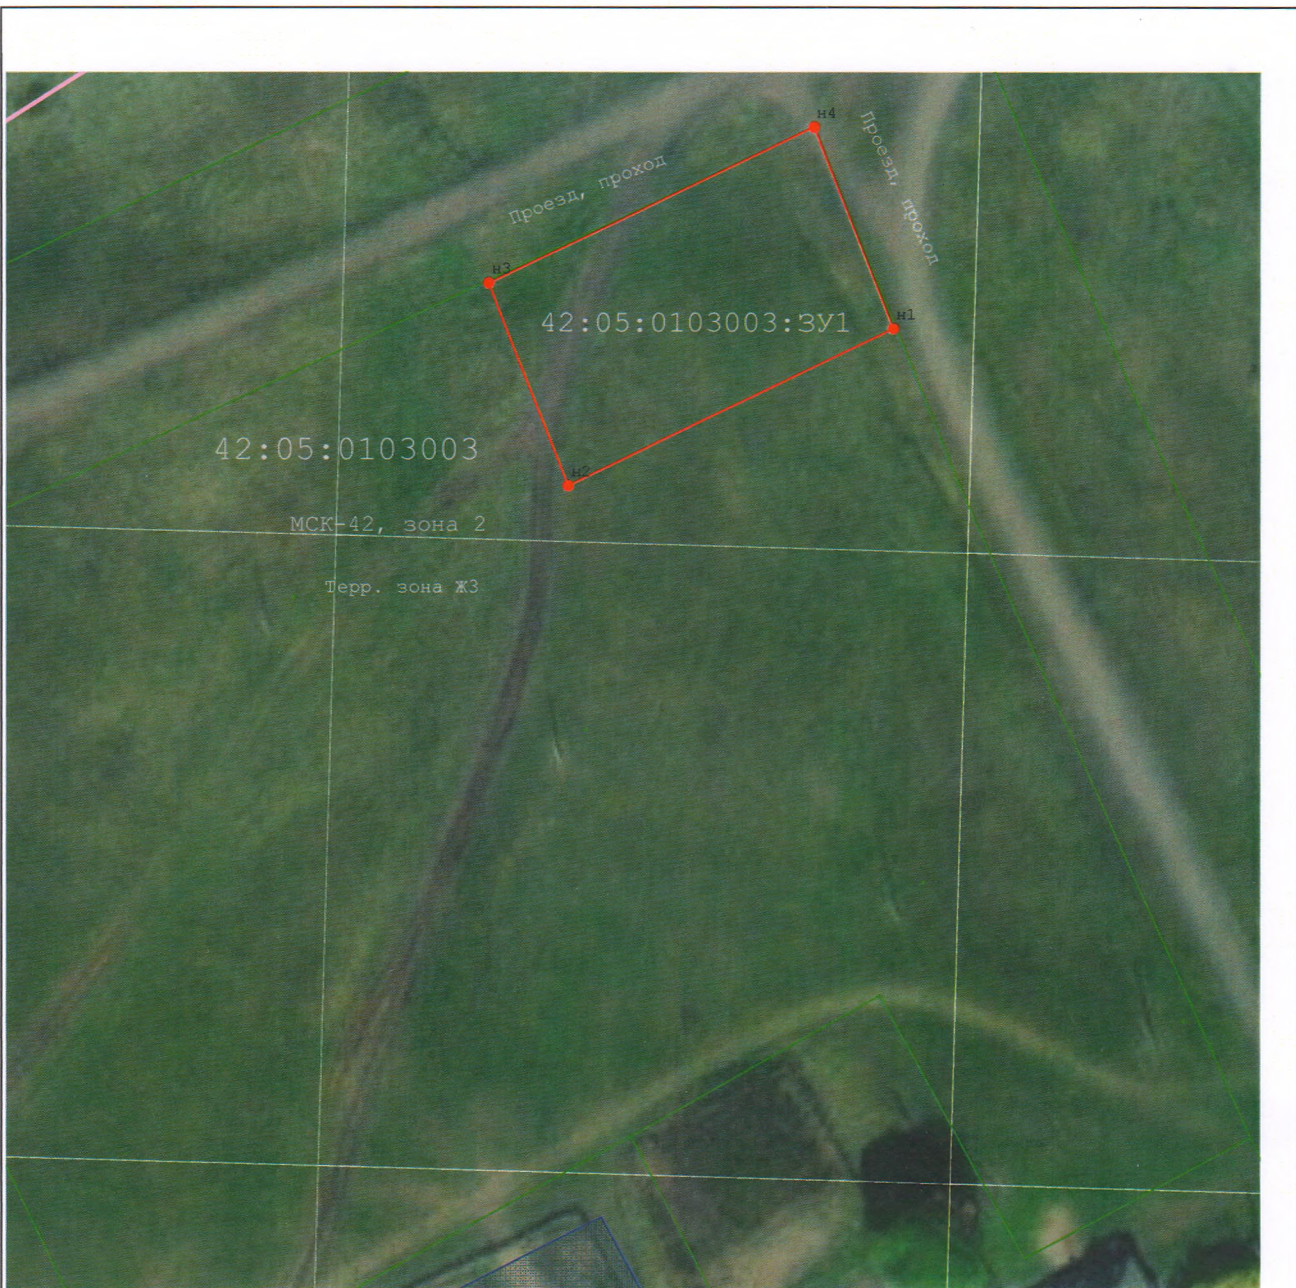 н4
Проезд, проход
Проезд, проход
н3
42:05:0103003:ЗУ1
н1
42:05:0103003
н2
МСК-42, зона 2
Терр. зона Ж3